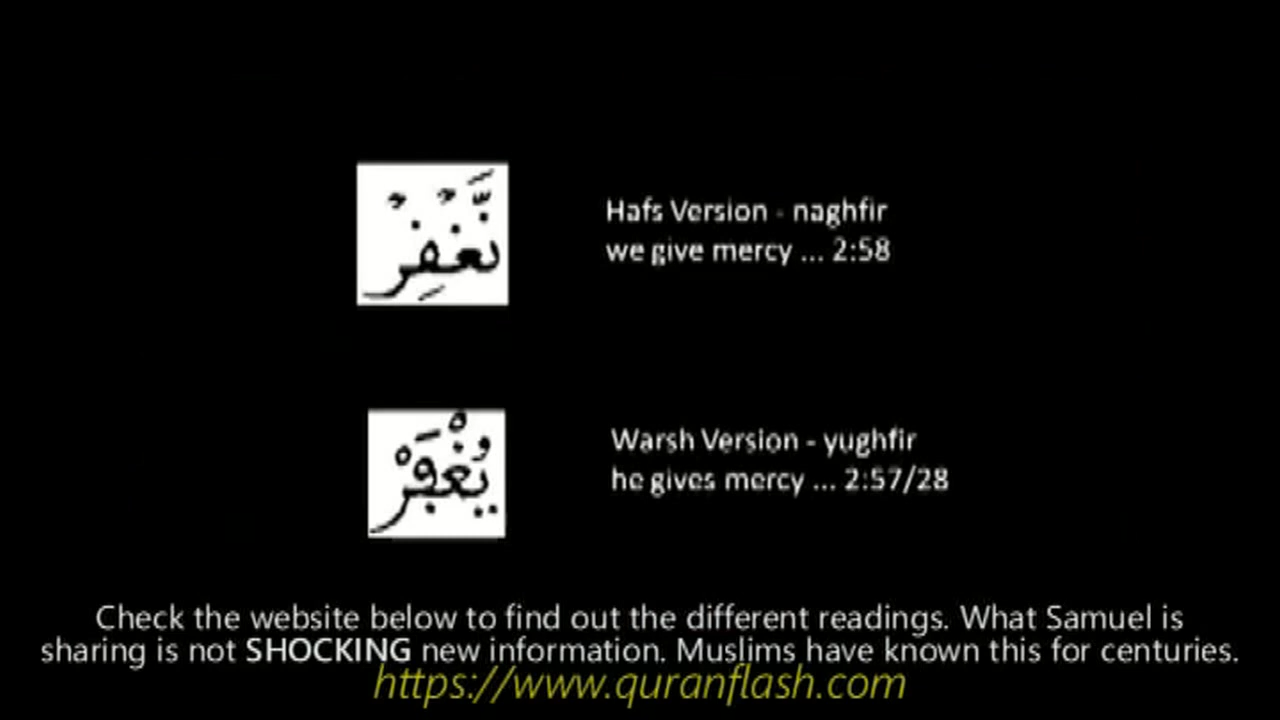 نَّغْفِرْ
Hafs Version - naghfir
we give mercy ... 2:58
يُغْفَرْ
Warsh Version - yughfir
he gives mercy ... 2:57/28
Check the website below to find out the different readings. What Samuel is
sharing is not SHOCKING new information. Muslims have known this for centuries.
https://www.quranflash.com